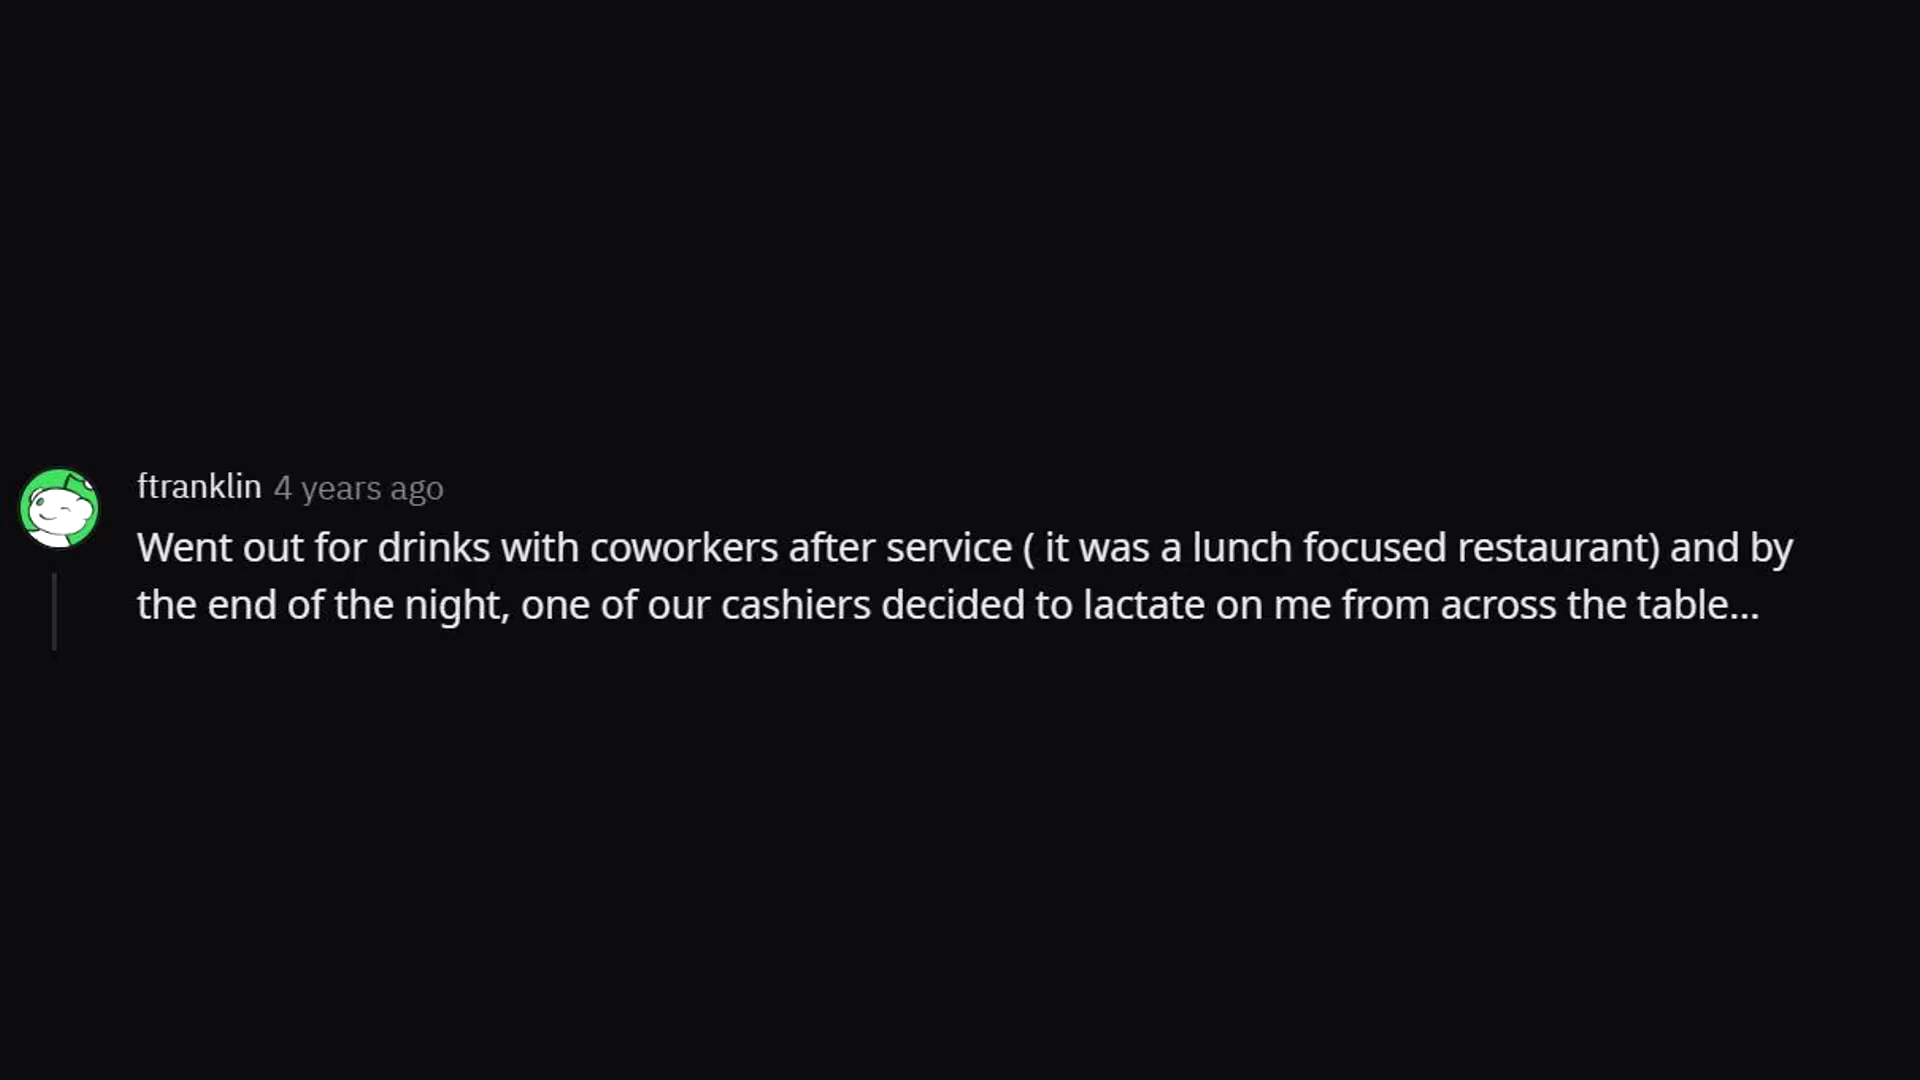 ftranklin 4 years ago
Went out for drinks with coworkers after service ( it was a lunch focused restaurant) and by
the end of the night, one of our cashiers decided to lactate on me from across the table...